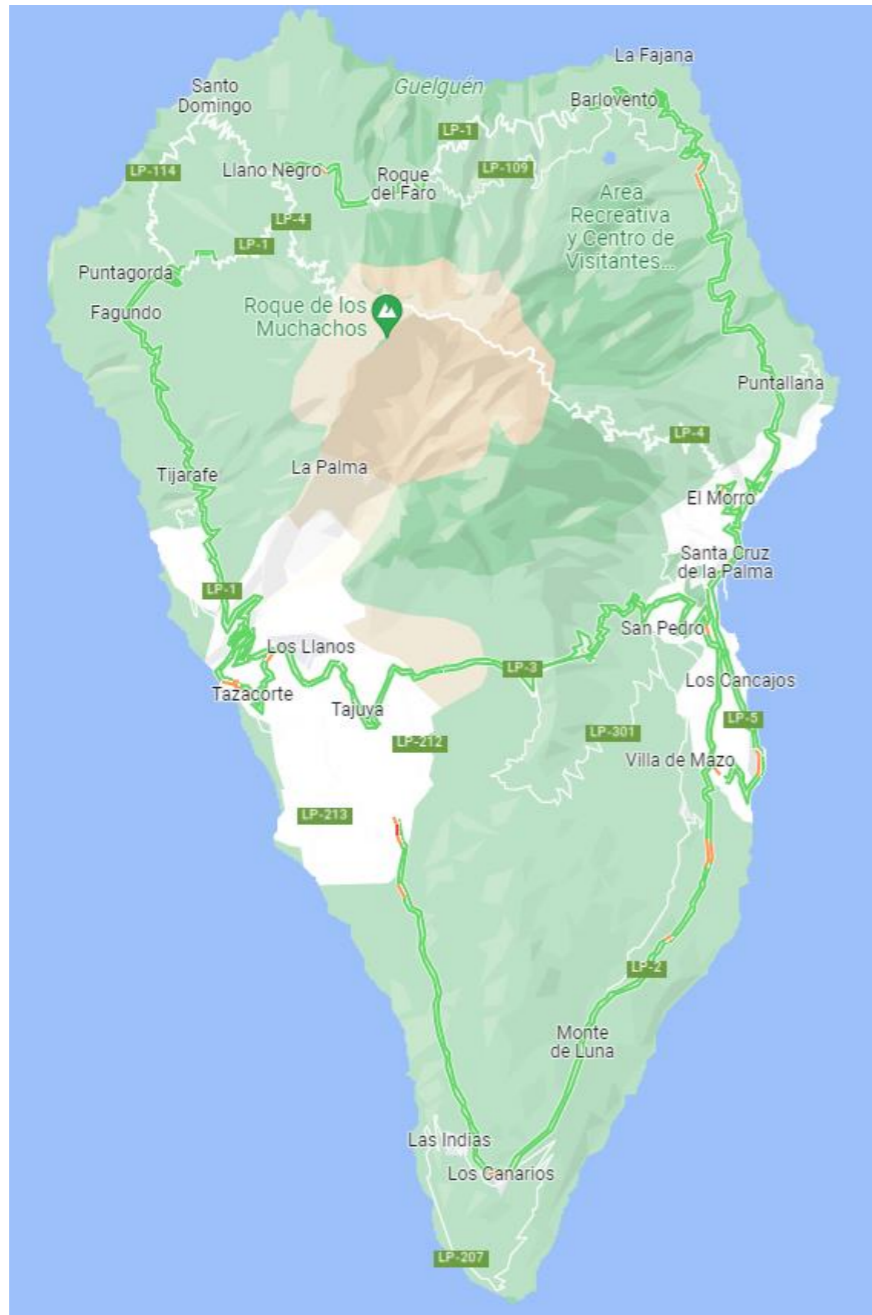 La Fajana
Santo
Domingo
Guelguén
Barlovento
LP-1
LP-114
Llano Negro
Roque
del Faro
LP-109
Area
Recreativa
y Centro de
Visitantes...
LP-4
LP-1
Puntagorda
Fagundo
Roque de los
Muchachos
Puntallana
LP-4
Tijarafe
La Palma
El Morro
Santa Cruz
de la Palma
LP-1
San Pedro
Los Llanos
LP-3
Los Cancajos
Tazacorte
Tajuya
LP-5
LP-301
LP-212
Villa de Mazo
LP-213
LP-2
Monte
de Luna
Las Indias
Los Canarios
LP-207